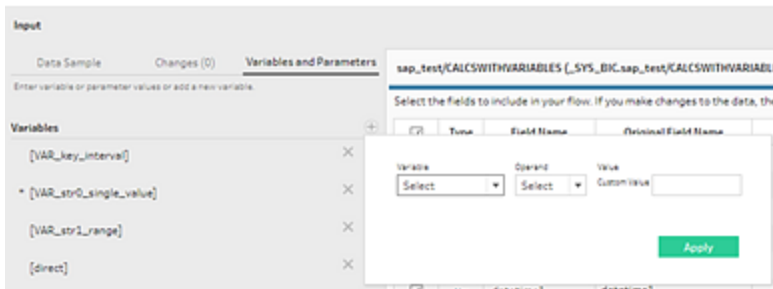 Input
Data Sample Changes (0) Variables and Parameters
Enter variable or parameter values or add a new variable.
Variables
[VAR_key_interval]
* [VAR_str0_single_value]
[VAR_str1_range]
[direct]
sap_test/CALCSWITHVARIABLES (_SYS_BIC.sap_test/CALCSWITHVARIABL
Select the fields to include in your flow. If you make changes to the data, th
Type Field Name Original Field Name
Variable Operand Value
Select Select Custom Value
Apply